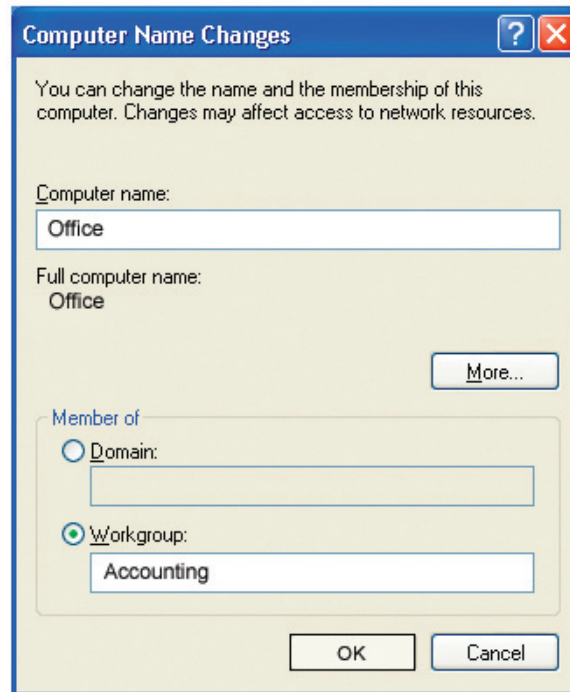 Computer Name Changes
?
You can change the name and the membership of this
computer. Changes may affect access to network resources.
Computer name:
Office
Full computer name:
Office
More...
Member of
Domain:
Workgroup:
Accounting
OK Cancel